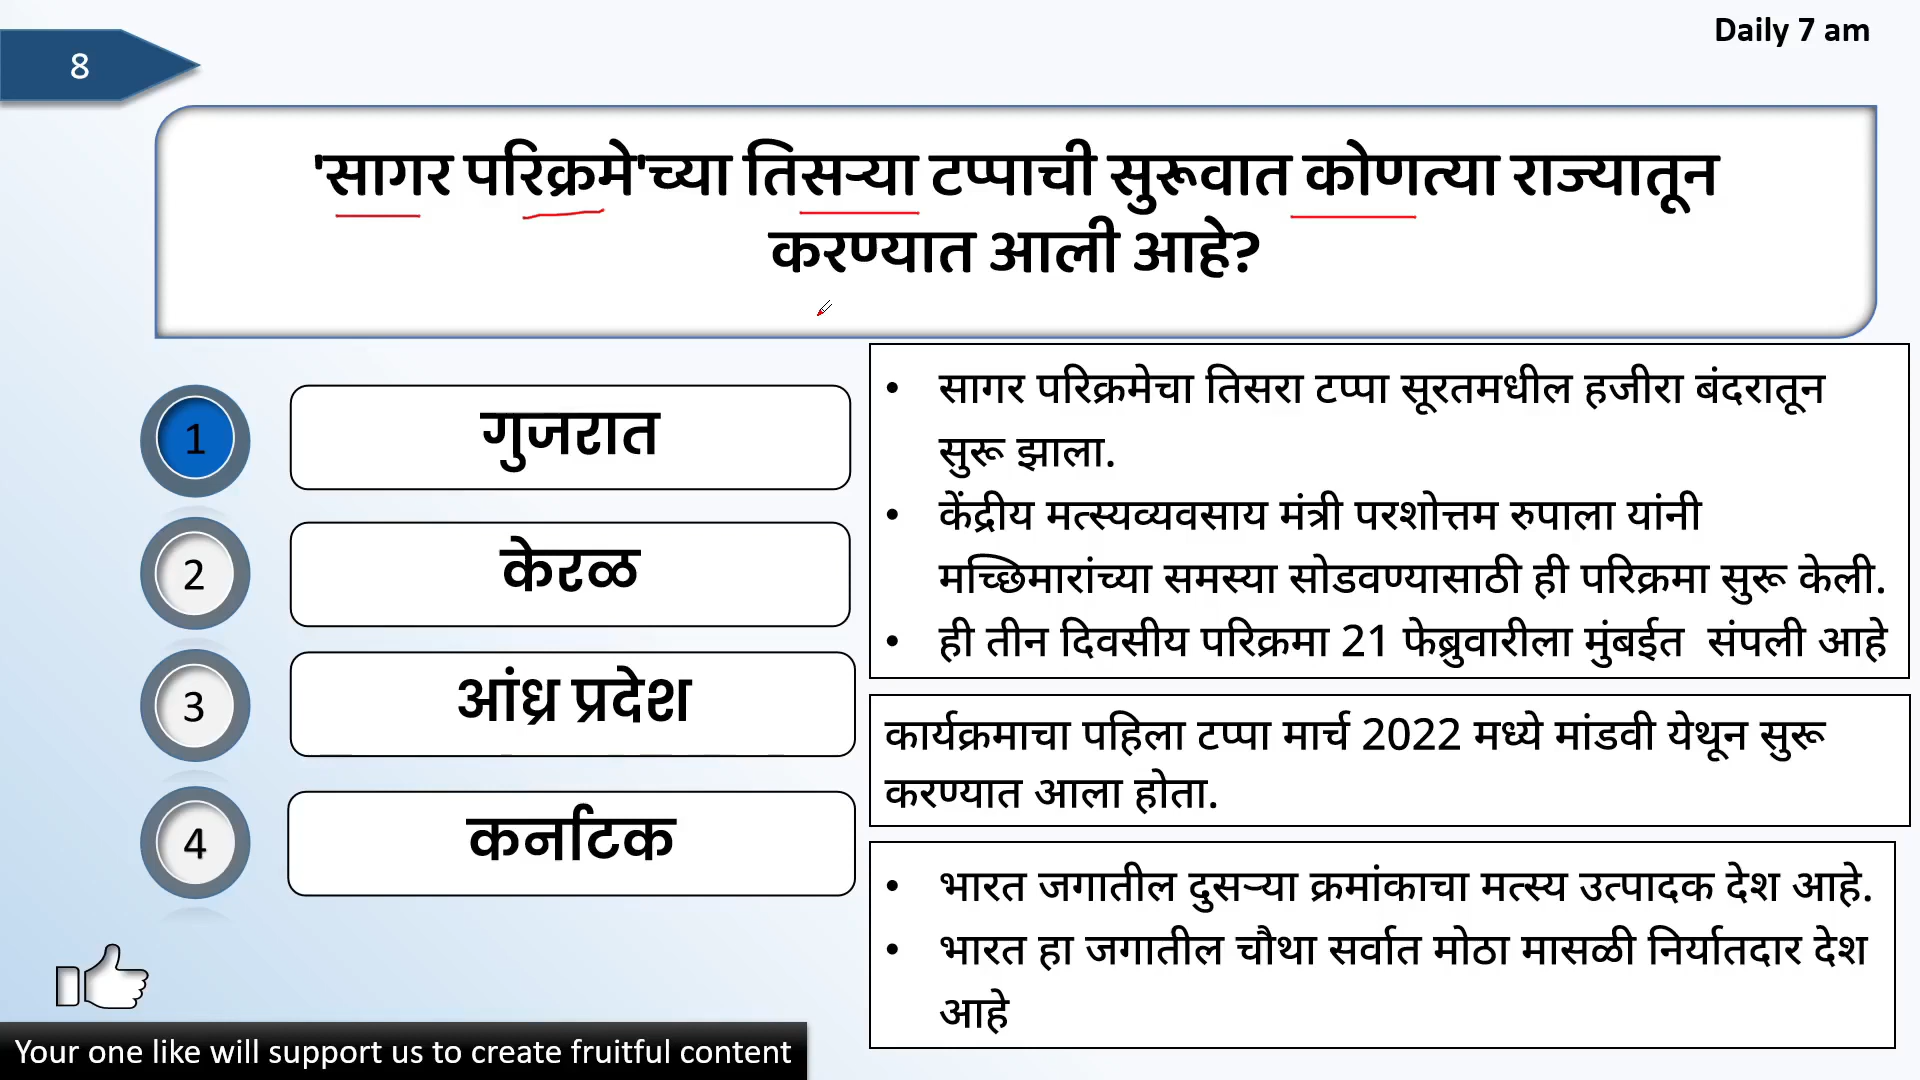 Daily 7 am
8
'सागर परिक्रमे'च्या तिसऱ्या टप्पाची सुरूवात कोणत्या राज्यातून
करण्यात आली आहे?
1
गुजरात
2
केरळ
3
आंध्र प्रदेश
4
कर्नाटक
• सागर परिक्रमेचा तिसरा टप्पा सूरतमधील हजीरा बंदरातून
सुरू झाला.
• केंद्रीय मत्स्यव्यवसाय मंत्री परशोत्तम रुपाला यांनी
मच्छिमारांच्या समस्या सोडवण्यासाठी ही परिक्रमा सुरू केली.
• ही तीन दिवसीय परिक्रमा 21 फेब्रुवारीला मुंबईत संपली आहे
कार्यक्रमाचा पहिला टप्पा मार्च 2022 मध्ये मांडवी येथून सुरू
करण्यात आला होता.
• भारत जगातील दुसऱ्या क्रमांकाचा मत्स्य उत्पादक देश आहे.
• भारत हा जगातील चौथा सर्वात मोठा मासळी निर्यातदार देश
आहे
Your one like will support us to create fruitful content